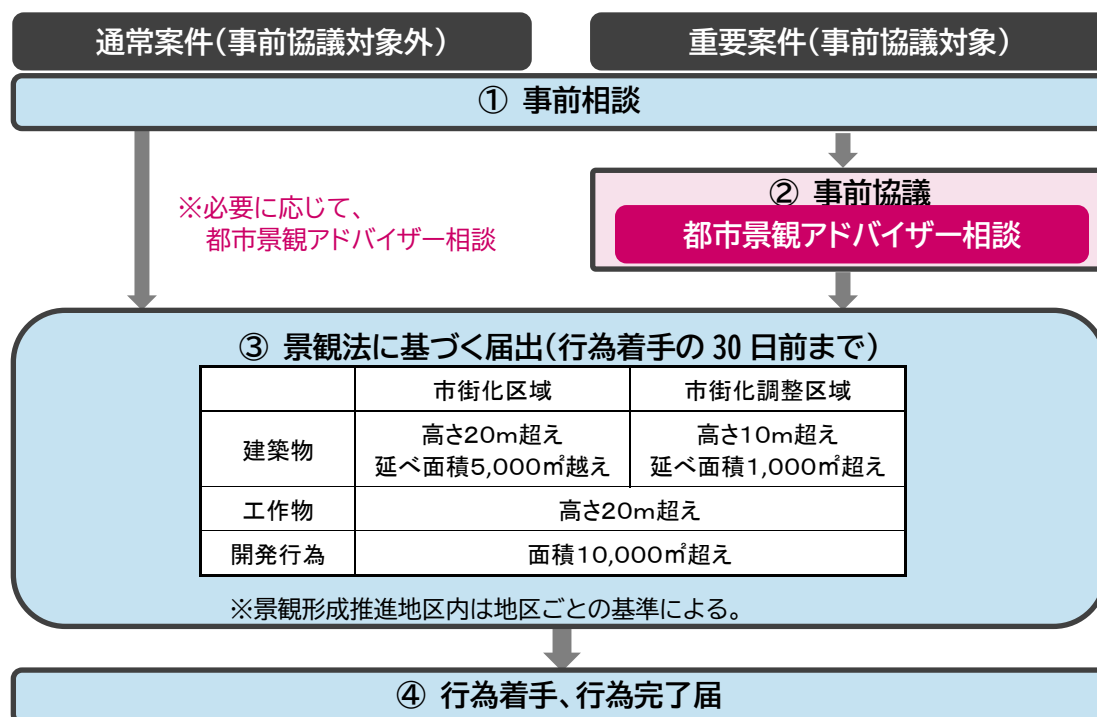 通常案件(事前協議対象外)
重要案件(事前協議対象)
① 事前相談
※必要に応じて、
都市景観アドバイザー相談
② 事前協議
都市景観アドバイザー相談
③ 景観法に基づく届出(行為着手の 30 日前まで)
市街化区域 市街化調整区域
建築物
高さ20m超え
延べ面積5,000㎡越え
高さ10m超え
延べ面積1,000㎡超え
工作物 高さ20m超え
開発行為 面積10,000㎡超え
※景観形成推進地区内は地区ごとの基準による。
④ 行為着手、行為完了届